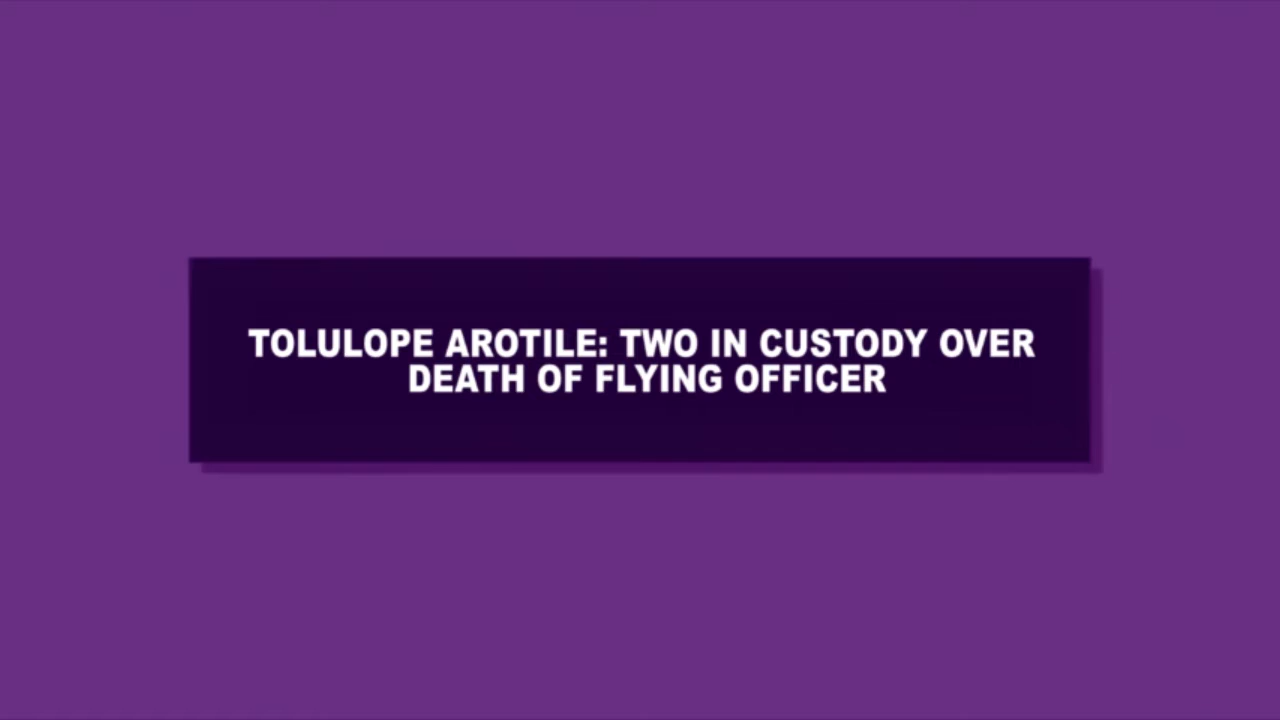 TOLULOPE AROTILE: TWO IN CUSTODY OVER
DEATH OF FLYING OFFICER